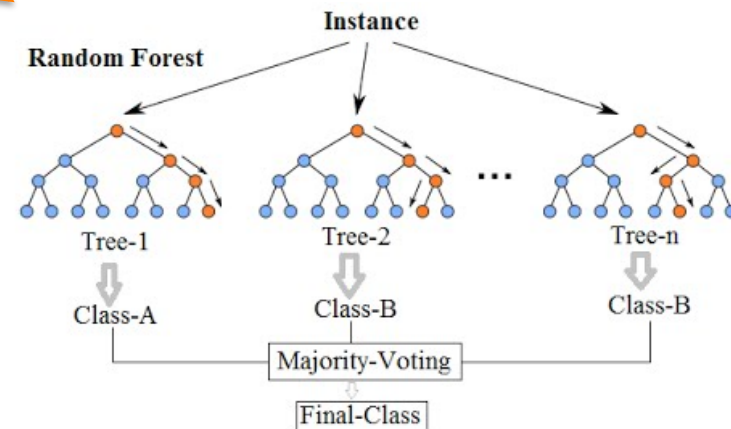 Instance
Random Forest
...
Tree-1
Tree-2
Tree-n
Class-A
Class-B
Class-B
Majority-Voting
Final-Class